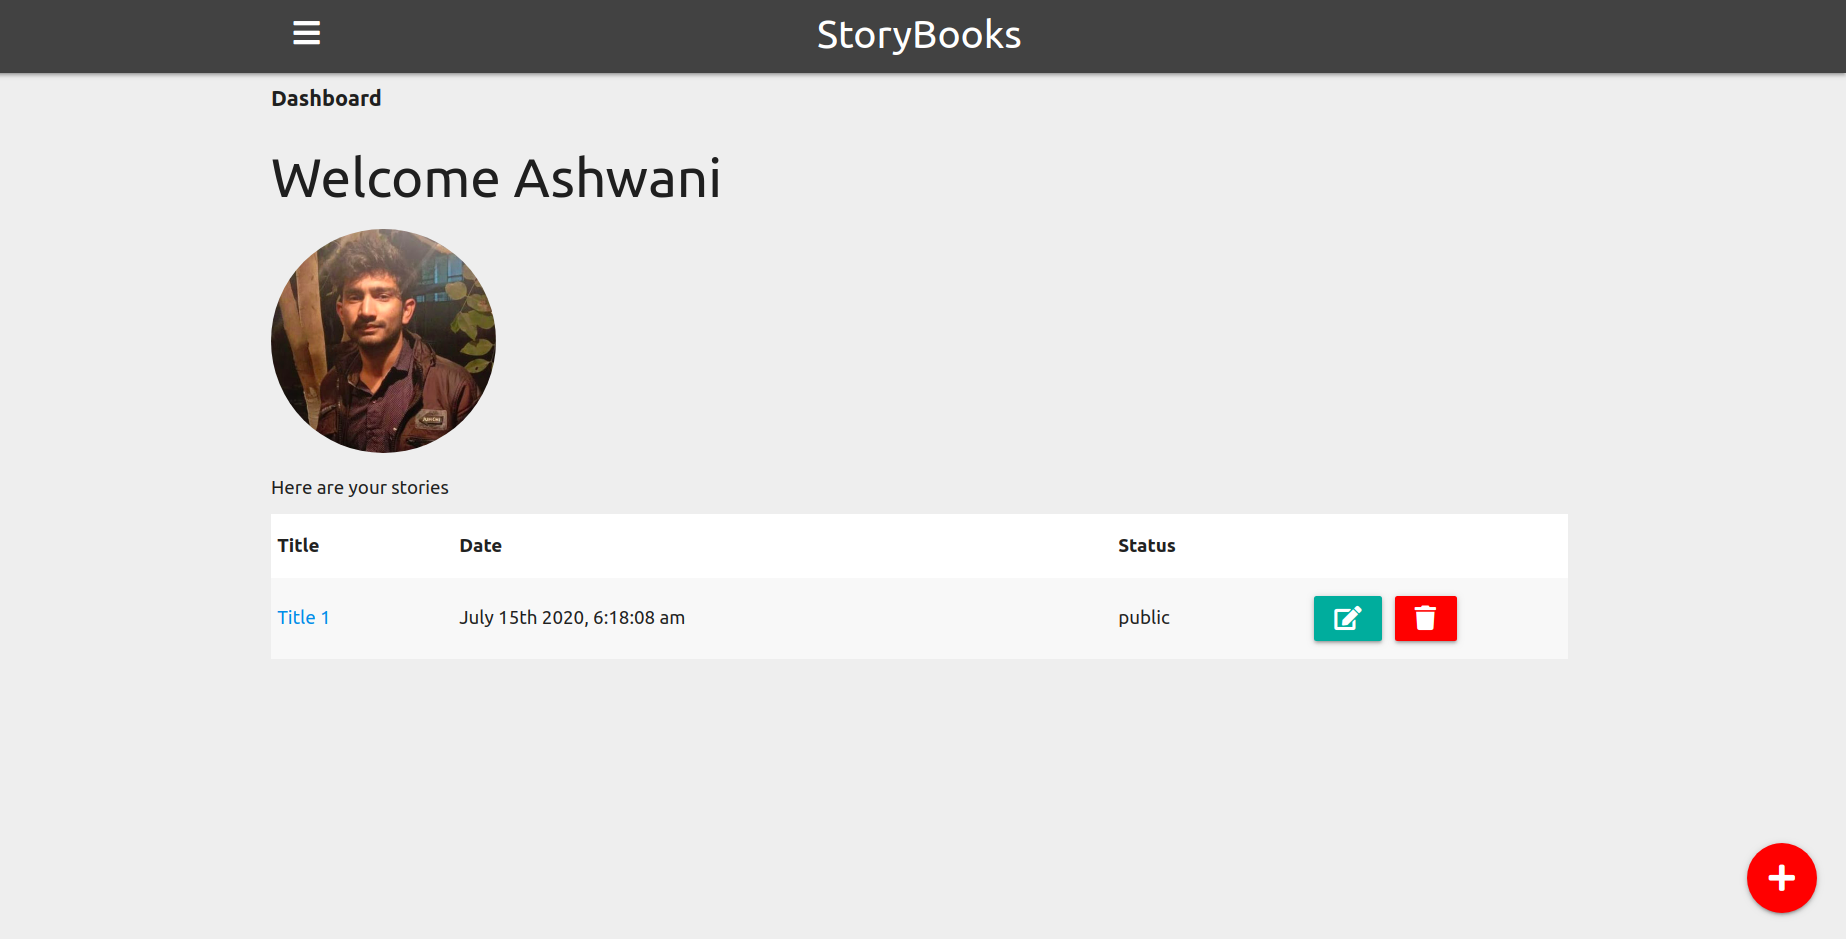 StoryBooks
Dashboard
Welcome Ashwani
Here are your stories
Title Date Status
Title 1 July 15th 2020, 6:18:08 am public